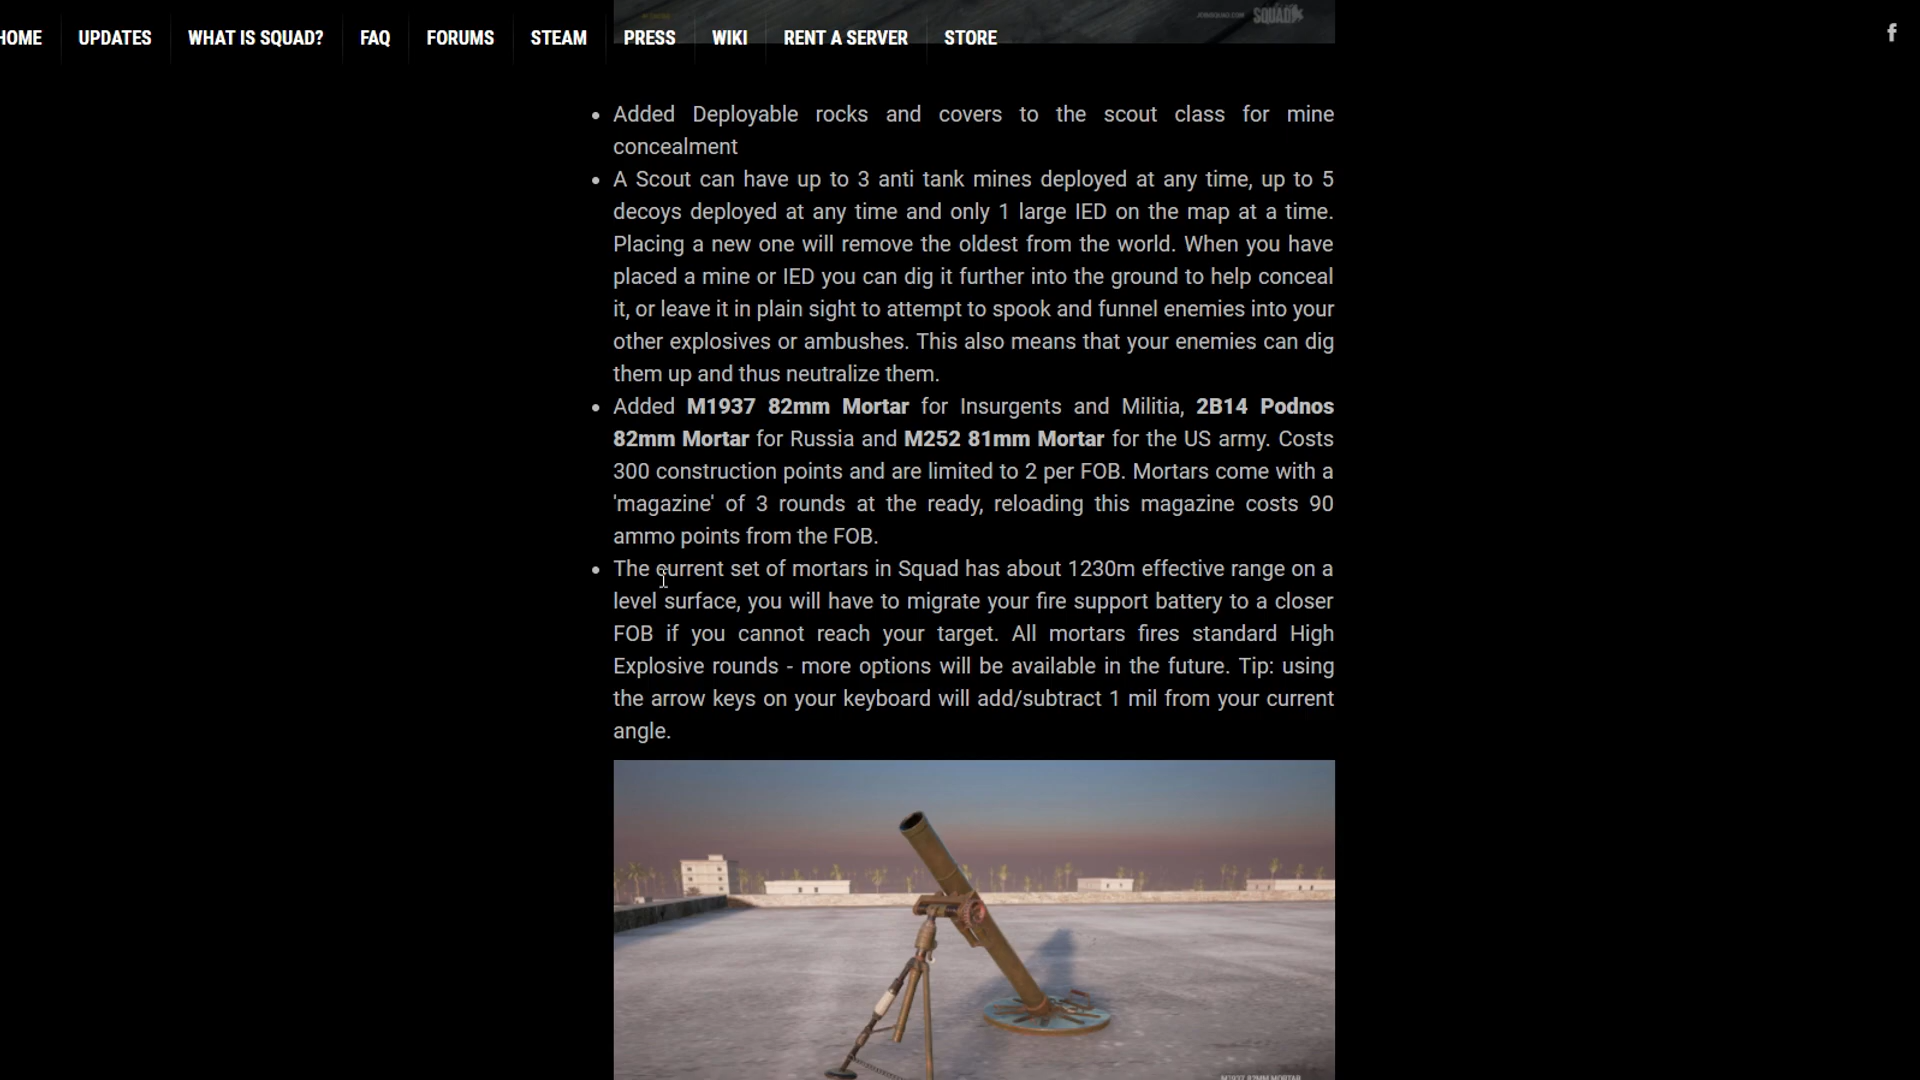 JOINSQUAD.COM SQUAD
HOME UPDATES WHAT IS SQUAD? FAQ FORUMS STEAM PRESS WIKI RENT A SERVER STORE f
• Added Deployable rocks and covers to the scout class for mine
concealment
• A Scout can have up to 3 anti tank mines deployed at any time, up to 5
decoys deployed at any time and only 1 large IED on the map at a time.
Placing a new one will remove the oldest from the world. When you have
placed a mine or IED you can dig it further into the ground to help conceal
it, or leave it in plain sight to attempt to spook and funnel enemies into your
other explosives or ambushes. This also means that your enemies can dig
them up and thus neutralize them.
• Added M1937 82mm Mortar for Insurgents and Militia, 2B14 Podnos
82mm Mortar for Russia and M252 81mm Mortar for the US army. Costs
300 construction points and are limited to 2 per FOB. Mortars come with a
'magazine' of 3 rounds at the ready, reloading this magazine costs 90
ammo points from the FOB.
• The current set of mortars in Squad has about 1230m effective range on a
level surface, you will have to migrate your fire support battery to a closer
FOB if you cannot reach your target. All mortars fires standard High
Explosive rounds - more options will be available in the future. Tip: using
the arrow keys on your keyboard will add/subtract 1 mil from your current
angle.
M1937 82MM MORTAR